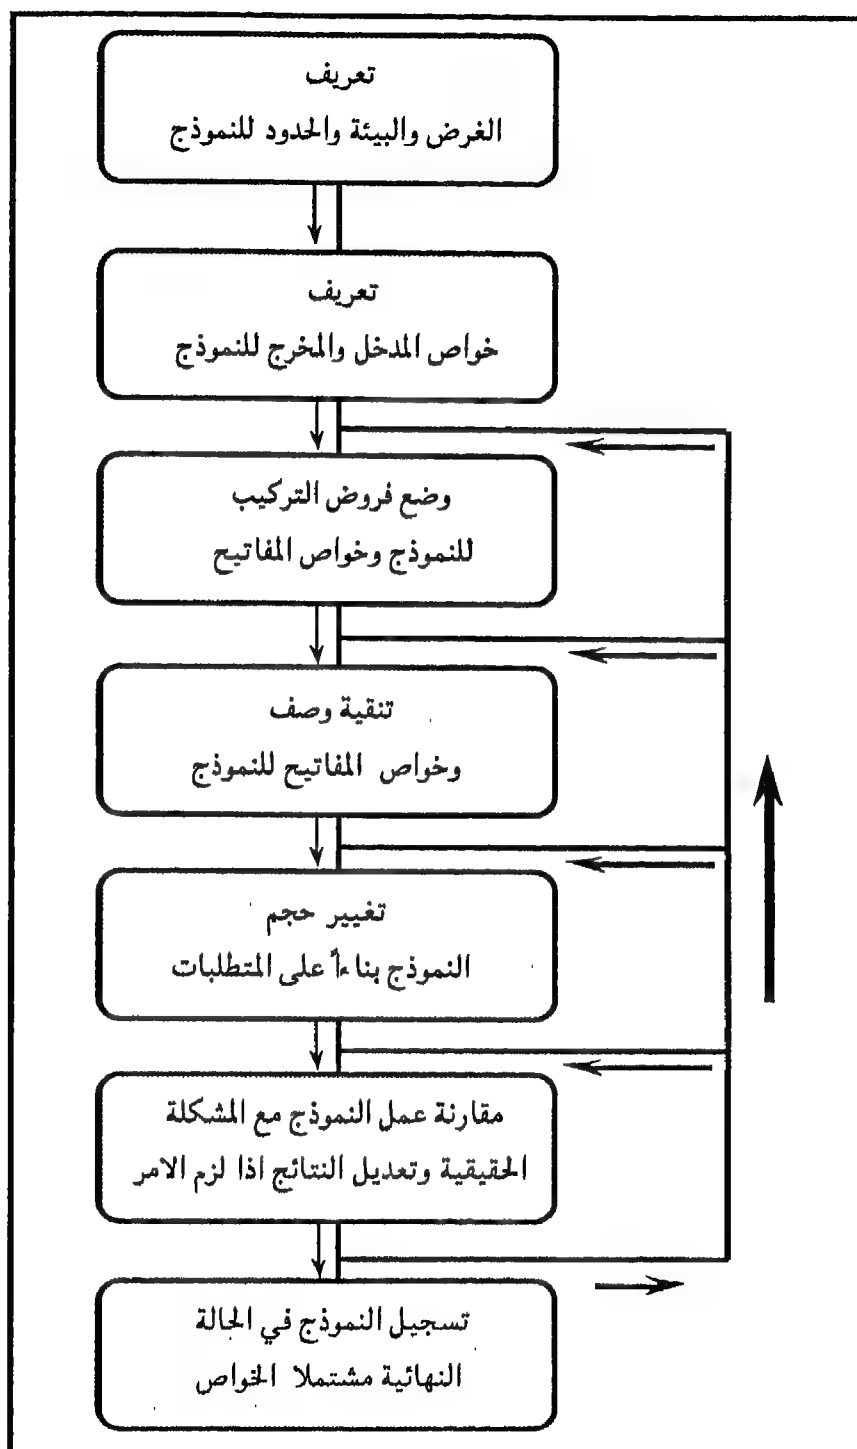 تعريف
الغرض والبيئة والحدود للنموذج
تعريف
خواص المدخل والمخرج للنموذج
وضع فروض التركيب
للنموذج وخواص المفاتيح
تنقية وصف
وخواص المفاتيح للنموذج
تغيير حجم
النموذج بناءاً على المتطلبات
مقارنة عمل النموذج مع المشكلة
الحقيقية وتعديل النتائج اذا لزم الامر
تسجيل النموذج في الحالة
النهائية مشتملا الخواص